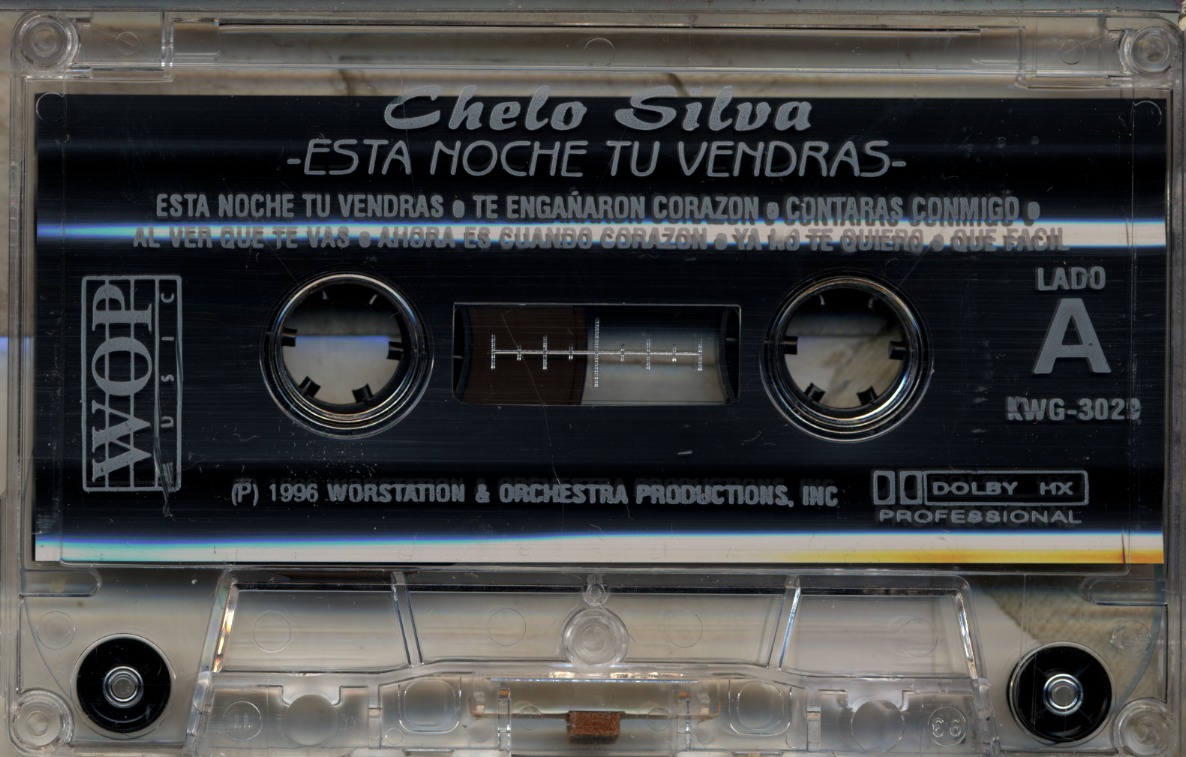 Chelo Silva
-ESTA NOCHE TU VENDRAS-
ESTA NOCHE TU VENDRAS • TE ENGAÑARON CORAZON • CONTARAS CONMIGO •
AL VER QUE TE VAS • AHORA ES CUANDO CORAZON • YA NO TE QUIERO • QUE FACIL
WOP
MUSIC
LADO
A
KWG-3029
(P) 1996 WORSTATION & ORCHESTRA PRODUCTIONS, INC
DOLBY HX
PROFESSIONAL